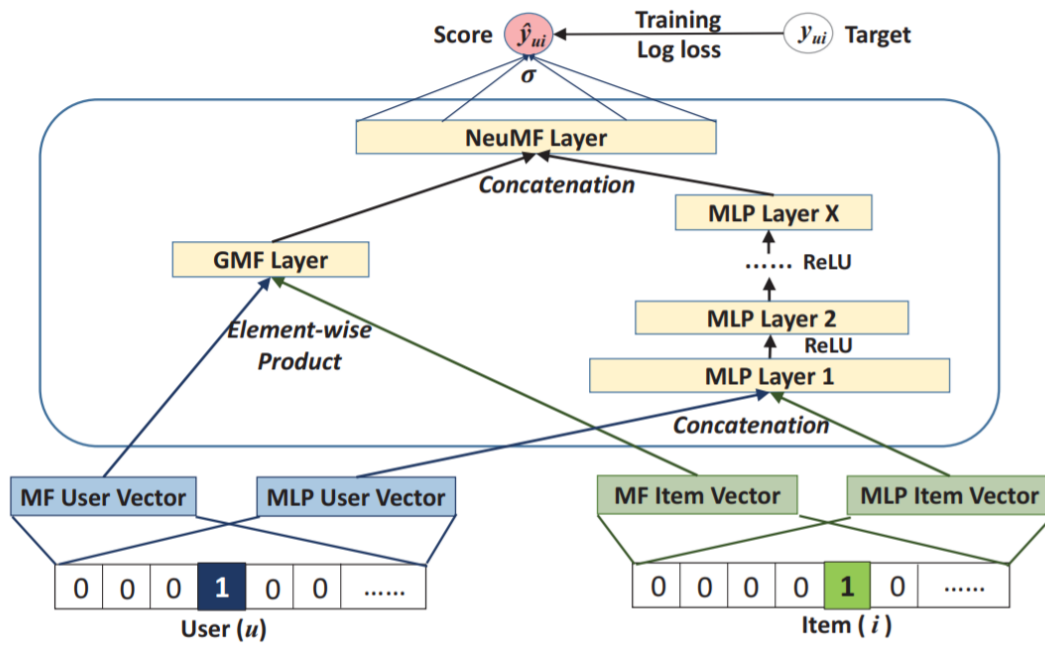 Score ŷui Training yui Target
Log loss
σ
NeuMF Layer
Concatenation
MLP Layer X
GMF Layer
...... ReLU
Element-wise
Product
MLP Layer 2
ReLU
MLP Layer 1
Concatenation
MF User Vector MLP User Vector MF Item Vector MLP Item Vector
0 0 0 1 0 0 ...... 0 0 0 0 1 0 ......
User (u) Item ( i )